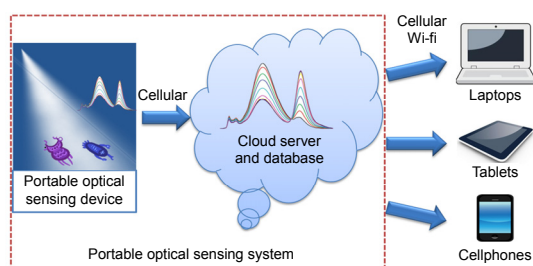 Cellular
Wi-fi
Cellular
Laptops
Cloud server
and database
Tablets
Portable optical
sensing device
Portable optical sensing system
Cellphones